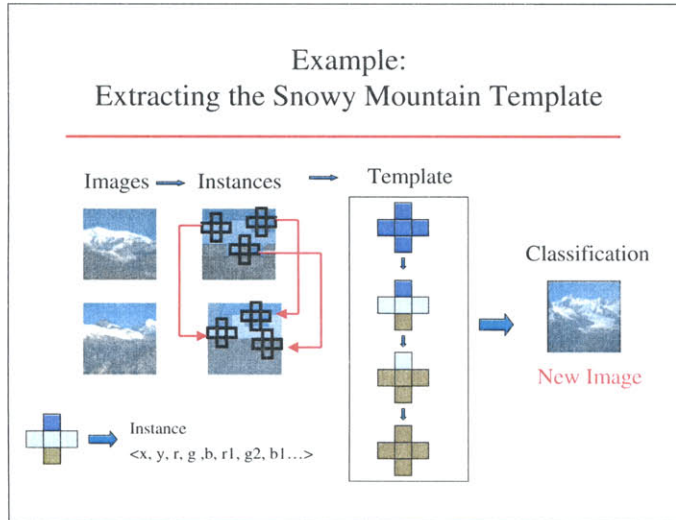 Example:
Extracting the Snowy Mountain Template
Images
Instances
Template
Classification
New Image
Instance
<x, y, r, g ,b, r1, g2, b1...>